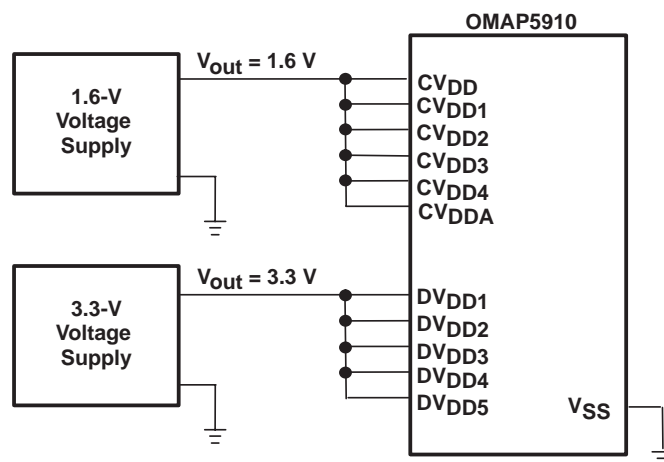 OMAP5910
1.6-V
Voltage
Supply
Vout = 1.6 V
CVDD
CVDD1
CVDD2
CVDD3
CVDD4
CVDDA
3.3-V
Voltage
Supply
Vout = 3.3 V
DVDD1
DVDD2
DVDD3
DVDD4
DVDD5
VSS